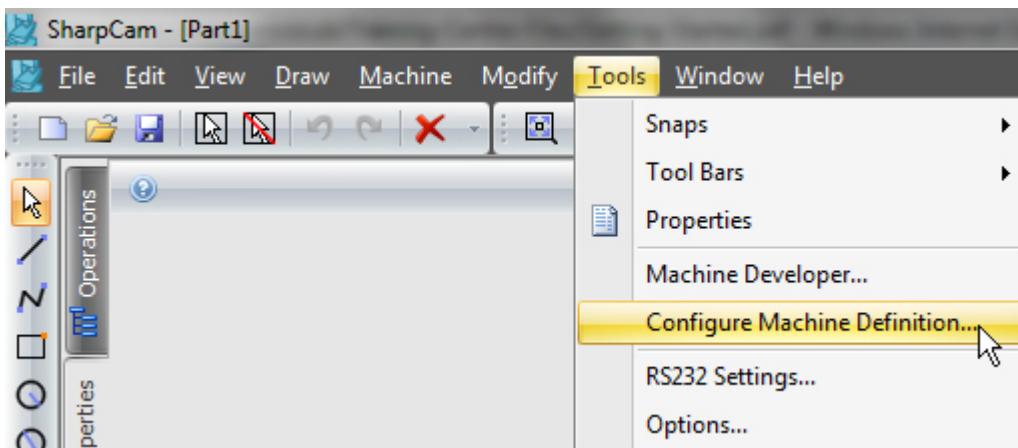 SharpCam - [Part1]
File Edit View Draw Machine Modify Tools Window Help
Snaps
Tool Bars
Properties
Machine Developer...
Configure Machine Definition...
RS232 Settings...
Options...
Operations
perties